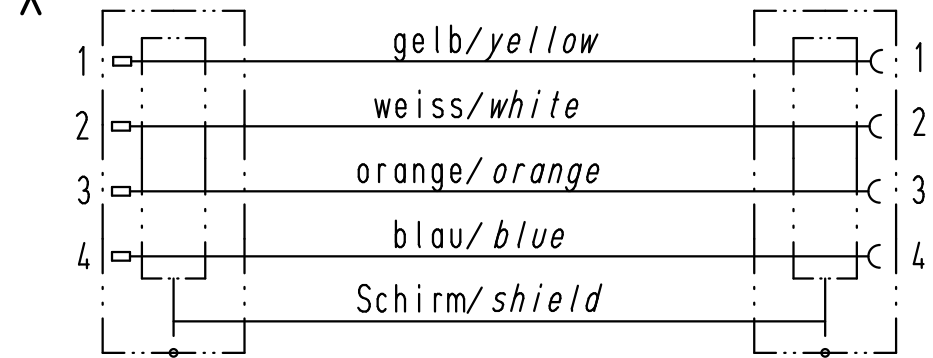 1 gelb/yellow 1
2 weiss/white 2
3 orange/orange 3
4 blau/blue 4
Schirm/shield